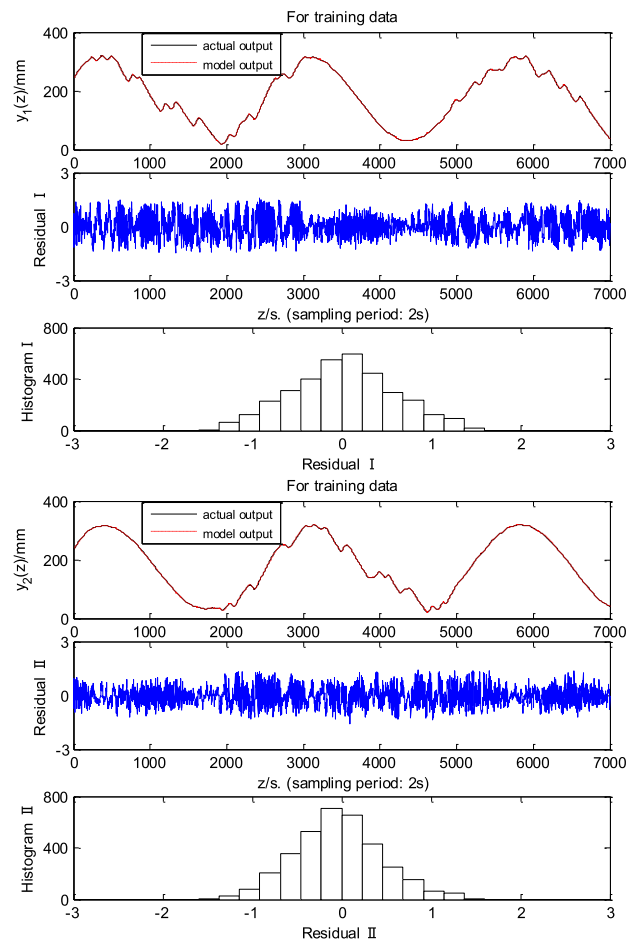 For training data
actual output
model output
y1(z)/mm
400
200
0
0 1000 2000 3000 4000 5000 6000 7000
Residual Ⅰ
3
0
-3
0 1000 2000 3000 4000 5000 6000 7000
z/s. (sampling period: 2s)
Histogram Ⅰ
800
400
0
-3 -2 -1 0 1 2 3
Residual Ⅰ
For training data
actual output
model output
y2(z)/mm
400
200
0
0 1000 2000 3000 4000 5000 6000 7000
Residual Ⅱ
3
0
-3
0 1000 2000 3000 4000 5000 6000 7000
z/s. (sampling period: 2s)
Histogram Ⅱ
800
400
0
-3 -2 -1 0 1 2 3
Residual Ⅱ